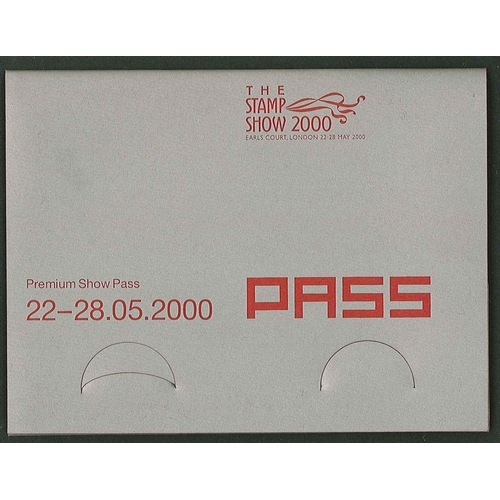 THE
STAMP
SHOW 2000
EARLS COURT, LONDON 22-28 MAY 2000
Premium Show Pass
22–28.05.2000
PASS